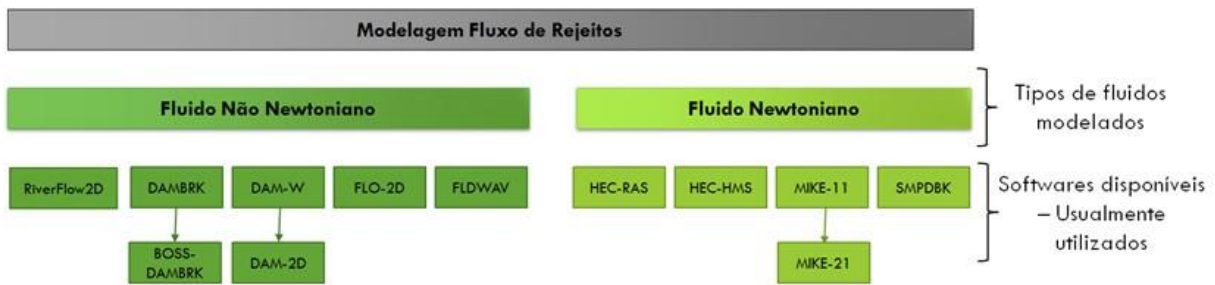 Modelagem Fluxo de Rejeitos
Fluido Não Newtoniano
Fluido Newtoniano
Tipos de fluidos
modelados
RiverFlow2D
DAMBRK
DAM-W
FLO-2D
FLDWAV
HEC-RAS
HEC-HMS
MIKE-11
SMPDBK
BOSS-
DAMBRK
DAM-2D
MIKE-21
Softwares disponíveis
– Usualmente
utilizados